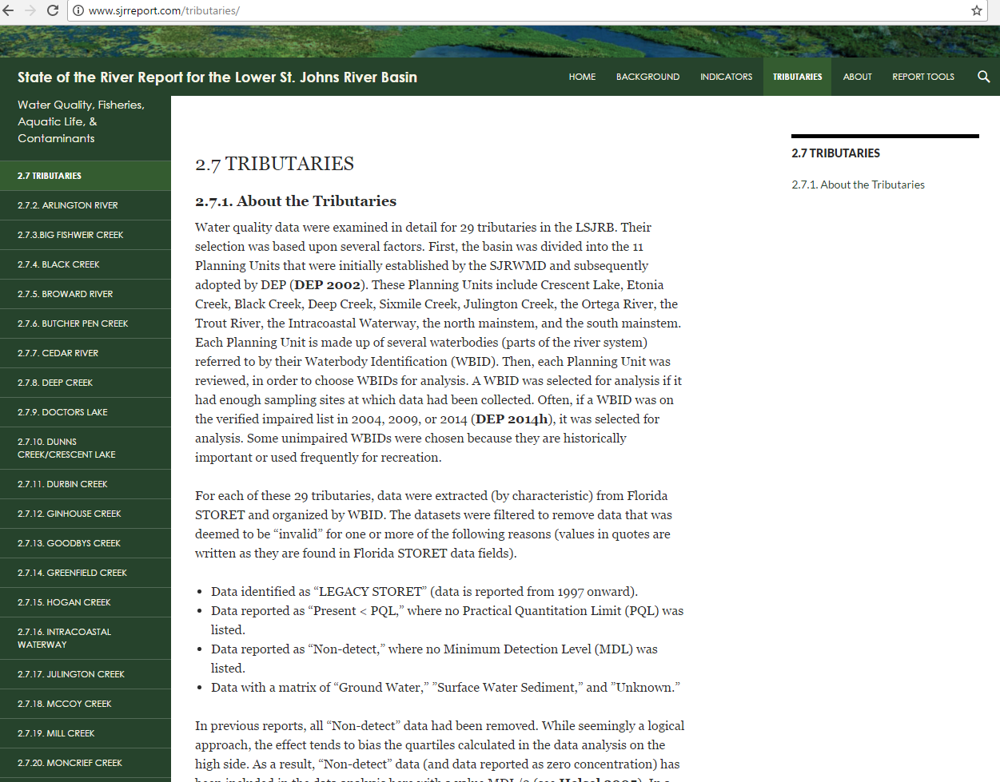 www.sjrreport.com/tributaries/
State of the River Report for the Lower St. Johns River Basin
HOME
BACKGROUND
INDICATORS
TRIBUTARIES
ABOUT
REPORT TOOLS
Water Quality, Fisheries,
Aquatic Life, &
Contaminants
2.7 TRIBUTARIES
2.7.2. ARLINGTON RIVER
2.7.3.BIG FISHWEIR CREEK
2.7.4. BLACK CREEK
2.7.5. BROWARD RIVER
2.7.6. BUTCHER PEN CREEK
2.7.7. CEDAR RIVER
2.7.8. DEEP CREEK
2.7.9. DOCTORS LAKE
2.7.10. DUNNS
CREEK/CRESCENT LAKE
2.7.11. DURBIN CREEK
2.7.12. GINHOUSE CREEK
2.7.13. GOODBYS CREEK
2.7.14. GREENFIELD CREEK
2.7.15. HOGAN CREEK
2.7.16. INTRACOASTAL
WATERWAY
2.7.17. JULINGTON CREEK
2.7.18. MCCOY CREEK
2.7.19. MILL CREEK
2.7.20. MONCRIEF CREEK
2.7 TRIBUTARIES
2.7.1. About the Tributaries
Water quality data were examined in detail for 29 tributaries in the LSJRB. Their
selection was based upon several factors. First, the basin was divided into the 11
Planning Units that were initially established by the SJRWMD and subsequently
adopted by DEP (DEP 2002). These Planning Units include Crescent Lake, Etonia
Creek, Black Creek, Deep Creek, Sixmile Creek, Julington Creek, the Ortega River, the
Trout River, the Intracoastal Waterway, the north mainstem, and the south mainstem.
Each Planning Unit is made up of several waterbodies (parts of the river system)
referred to by their Waterbody Identification (WBID). Then, each Planning Unit was
reviewed, in order to choose WBIDs for analysis. A WBID was selected for analysis if it
had enough sampling sites at which data had been collected. Often, if a WBID was on
the verified impaired list in 2004, 2009, or 2014 (DEP 2014h), it was selected for
analysis. Some unimpaired WBIDs were chosen because they are historically
important or used frequently for recreation.
For each of these 29 tributaries, data were extracted (by characteristic) from Florida
STORET and organized by WBID. The datasets were filtered to remove data that was
deemed to be “invalid” for one or more of the following reasons (values in quotes are
written as they are found in Florida STORET data fields).
• Data identified as “LEGACY STORET” (data is reported from 1997 onward).
• Data reported as “Present < PQL,” where no Practical Quantitation Limit (PQL) was
listed.
• Data reported as “Non-detect,” where no Minimum Detection Level (MDL) was
listed.
• Data with a matrix of “Ground Water,” ”Surface Water Sediment,” and ”Unknown.”
In previous reports, all “Non-detect” data had been removed. While seemingly a logical
approach, the effect tends to bias the quartiles calculated in the data analysis on the
high side. As a result, “Non-detect” data (and data reported as zero concentration) has
been included in the data analysis here with a value MDL/2 (see Helsel 2005). In a
2.7 TRIBUTARIES
2.7.1. About the Tributaries